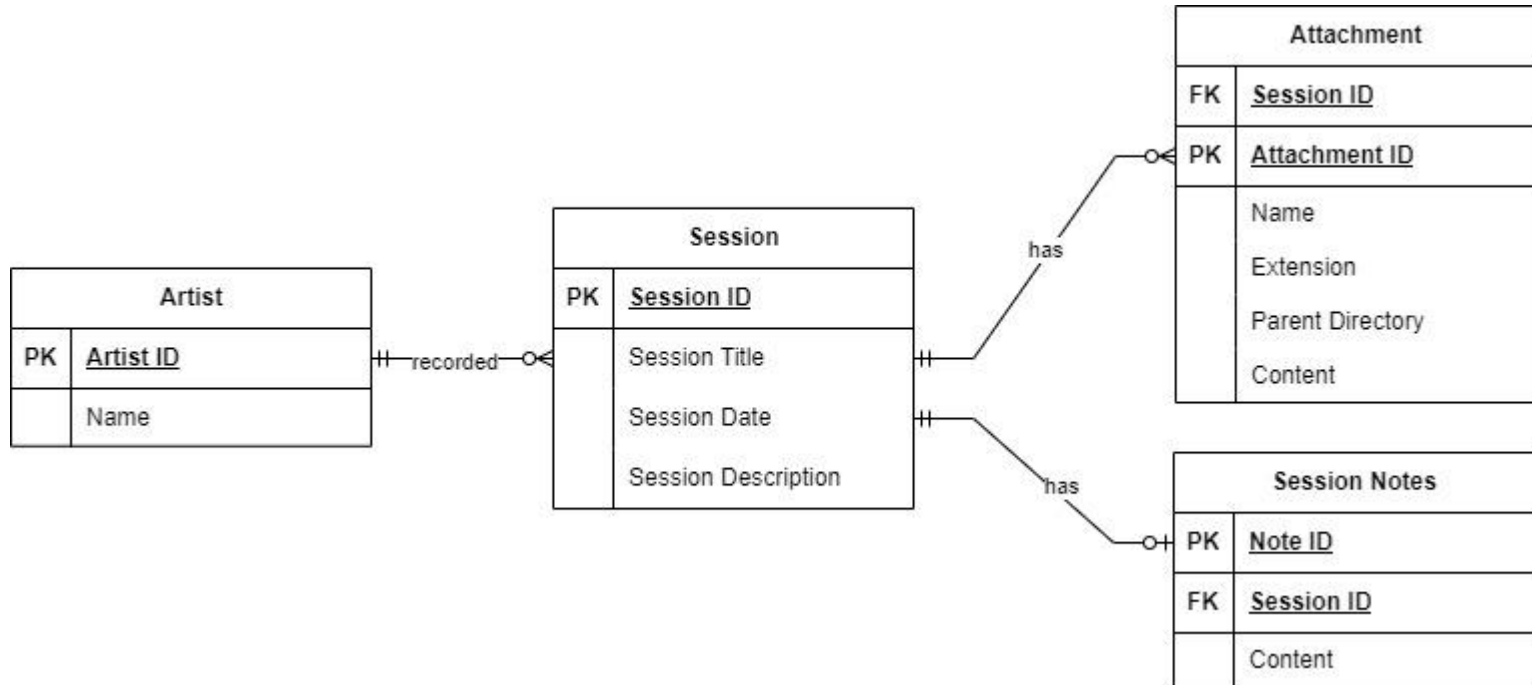 Artist
PK Artist ID
Name
recorded
Session
PK Session ID
Session Title
Session Date
Session Description
has
has
Attachment
FK Session ID
PK Attachment ID
Name
Extension
Parent Directory
Content
Session Notes
PK Note ID
FK Session ID
Content